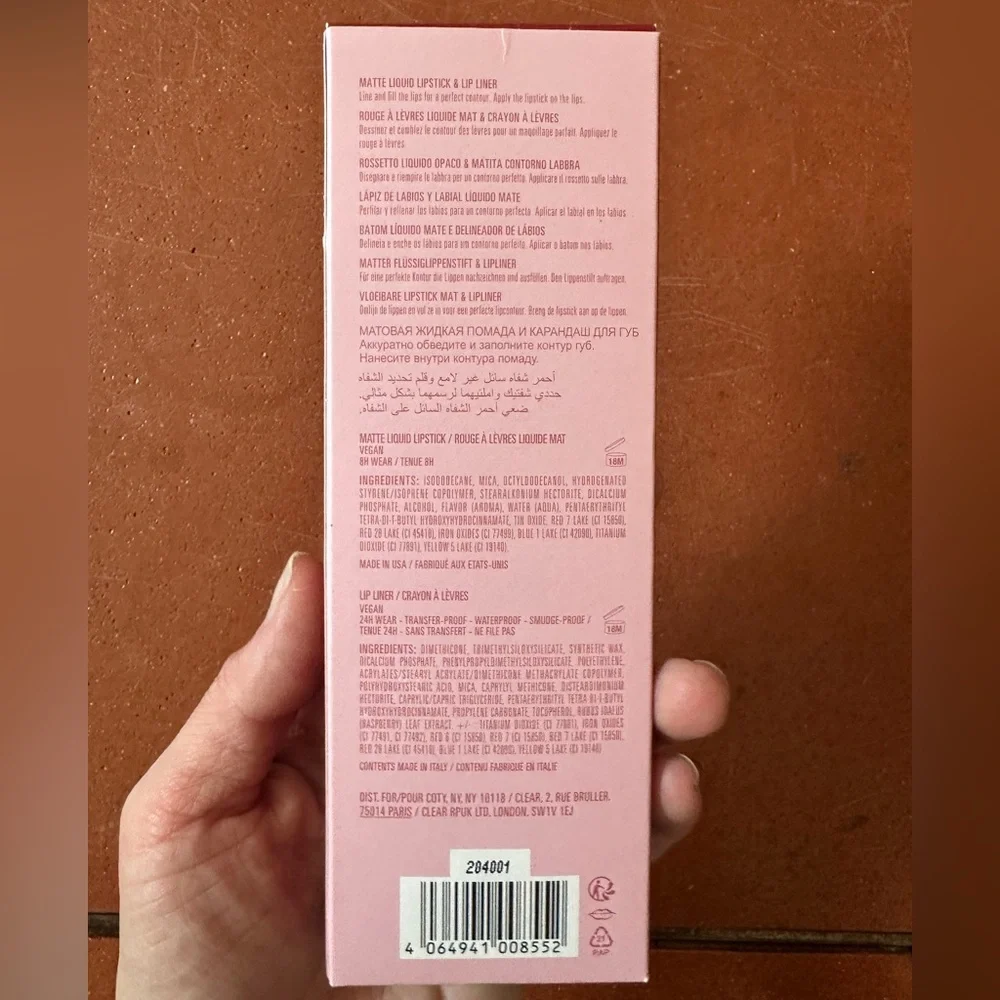 MATTE LIQUID LIPSTICK & LIP LINER
Line and fill the lips for a perfect contour. Apply the lipstick on the lips.
ROUGE À LÈVRES LIQUIDE MAT & CRAYON À LÈVRES
Dessinez et comblez le contour des lèvres pour un maquillage parfait. Appliquez le
rouge à lèvres
ROSSETTO LIQUIDO OPACO & MATITA CONTORNO LABBRA
Disegnare e riempire le labbra per un contorno perfetto. Applicare il rossetto sulle labbra.
LÁPIZ DE LABIOS Y LABIAL LÍQUIDO MATE
Perfilar y rellenar los labios para un contorno perfecto. Aplicar el labial en los labios
BATOM LÍQUIDO MATE E DELINEADOR DE LÁBIOS
Delineia e enche os lábios para um contorno perfeito. Aplicar o batom nos lábios.
MATTER FLÜSSIGLIPPENSTIFT & LIPLINER
Für eine perfekte Kontur die Lippen nachzeichnen und ausfüllen. Den Lippenstift auftragen.
VLOEIBARE LIPSTICK MAT & LIPLINER
Omlijn de lippen en vul ze in voor een perfecte lipcontour. Breng de lipstick aan op de lippen.
МАТОВАЯ ЖИДКАЯ ПОМАДА И КАРАНДАШ ДЛЯ ГУБ
Аккуратно обведите и заполните контур губ.
Нанесите внутри контура помаду.
أحمر شفاه سائل غير لامع وقلم تحديد الشفاه
حددي شفتيك واملئيهما لرسمهما بشكل مثالي.
ضعي أحمر الشفاه السائل على الشفاه.
MATTE LIQUID LIPSTICK / ROUGE À LÈVRES LIQUIDE MAT
VEGAN
8H WEAR / TENUE 8H
18M
INGREDIENTS: ISODODECANE, MICA, OCTYLDODECANOL, HYDROGENATED
STYRENE/ISOPRENE COPOLYMER, STEARALKONIUM HECTORITE, DICALCIUM
PHOSPHATE, ALCOHOL, FLAVOR (AROMA), WATER (AQUA), PENTAERYTHRITYL
TETRA-DI-T-BUTYL HYDROXYHYDROCINNAMATE, TIN OXIDE, RED 7 LAKE (CI 15850),
RED 28 LAKE (CI 45410), IRON OXIDES (CI 77499), BLUE 1 LAKE (CI 42090), TITANIUM
DIOXIDE (CI 77891), YELLOW 5 LAKE (CI 19140).
MADE IN USA / FABRIQUÉ AUX ETATS-UNIS
LIP LINER / CRAYON À LÈVRES
VEGAN
24H WEAR - TRANSFER-PROOF - WATERPROOF - SMUDGE-PROOF /
TENUE 24H - SANS TRANSFERT - NE FILE PAS
18M
INGREDIENTS: DIMETHICONE, TRIMETHYLSILOXYSILICATE, SYNTHETIC WAX,
DICALCIUM PHOSPHATE, PHENYLPROPYLDIMETHYLSILOXYSILICATE, POLYETHYLENE,
ACRYLATES/STEARYL ACRYLATE/DIMETHICONE METHACRYLATE COPOLYMER,
POLYHYDROXYSTEARIC ACID, MICA, CAPRYLYL METHICONE, DISTEARDIMONIUM
HECTORITE, CAPRYLIC/CAPRIC TRIGLYCERIDE, PENTAERYTHRITYL TETRA-DI-T-BUTYL
HYDROXYHYDROCINNAMATE, PROPYLENE CARBONATE, TOCOPHEROL, RUBUS IDAEUS
(RASPBERRY) LEAF EXTRACT +/- TITANIUM DIOXIDE (CI 77891), IRON OXIDES
(CI 77491, CI 77492), RED 6 (CI 15850), RED 7 (CI 15850), RED 7 LAKE (CI 15850),
RED 28 LAKE (CI 45410), BLUE 1 LAKE (CI 42090), YELLOW 5 LAKE (CI 19140)
CONTENTS MADE IN ITALY / CONTENU FABRIQUÉ EN ITALIE
DIST. FOR/POUR COTY, NY, NY 10118 / CLEAR, 2, RUE BRULLER,
75014 PARIS / CLEAR RPUK LTD, LONDON, SW1V 1EJ
204001
4 064941 008552
21
PAP